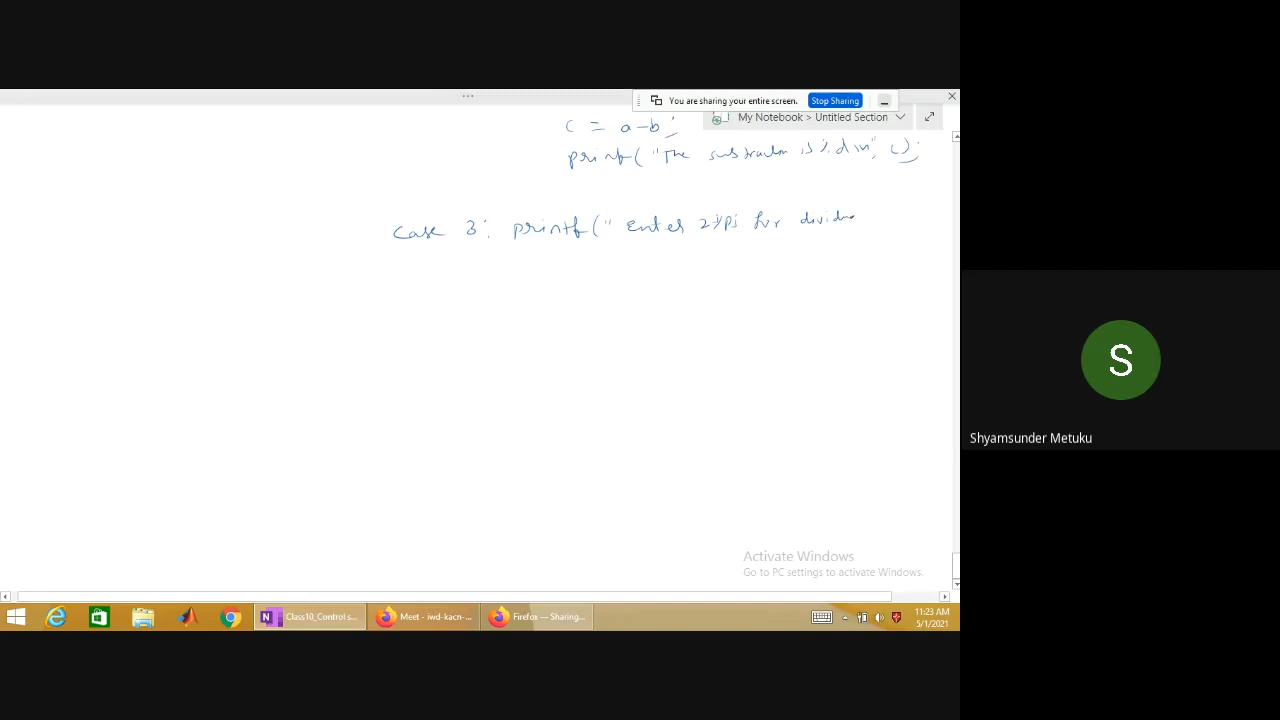 You are sharing your entire screen. Stop Sharing
My Notebook > Untitled Section
c = a-b;
printf("The subtraction is %d\n", c);
case 3: printf(" Enter 2 i/ps for divide
S
Shyamsunder Metuku
Activate Windows
Go to PC settings to activate Windows.
N Class10_Control s... Meet - iwd-kacn-... Firefox — Sharing... 11:23 AM
5/1/2021